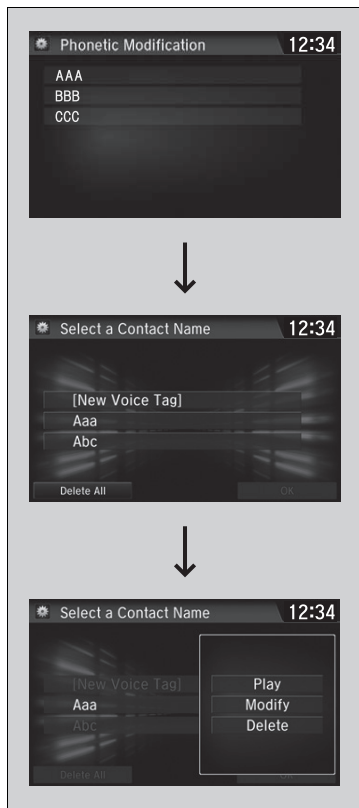 Phonetic Modification 12:34
AAA
BBB
CCC
Select a Contact Name 12:34
[New Voice Tag]
Aaa
Abc
Delete All OK
Select a Contact Name 12:34
[New Voice Tag] Play
Aaa Modify
Abc Delete
Delete All OK